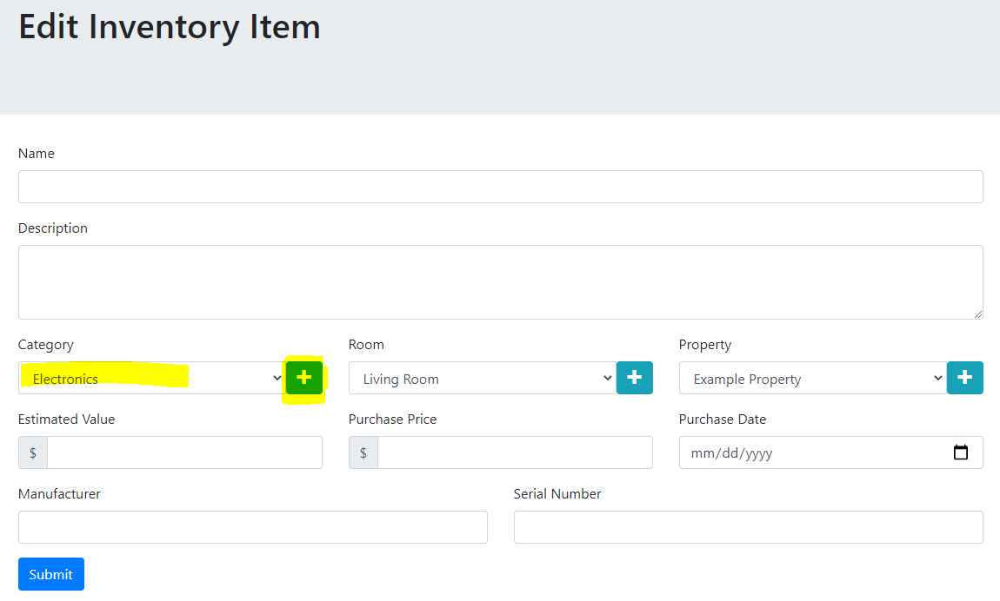 Edit Inventory Item
Name
Description
Category Room Property
Electronics Living Room Example Property
Estimated Value Purchase Price Purchase Date
$ $ mm/dd/yyyy
Manufacturer Serial Number
Submit